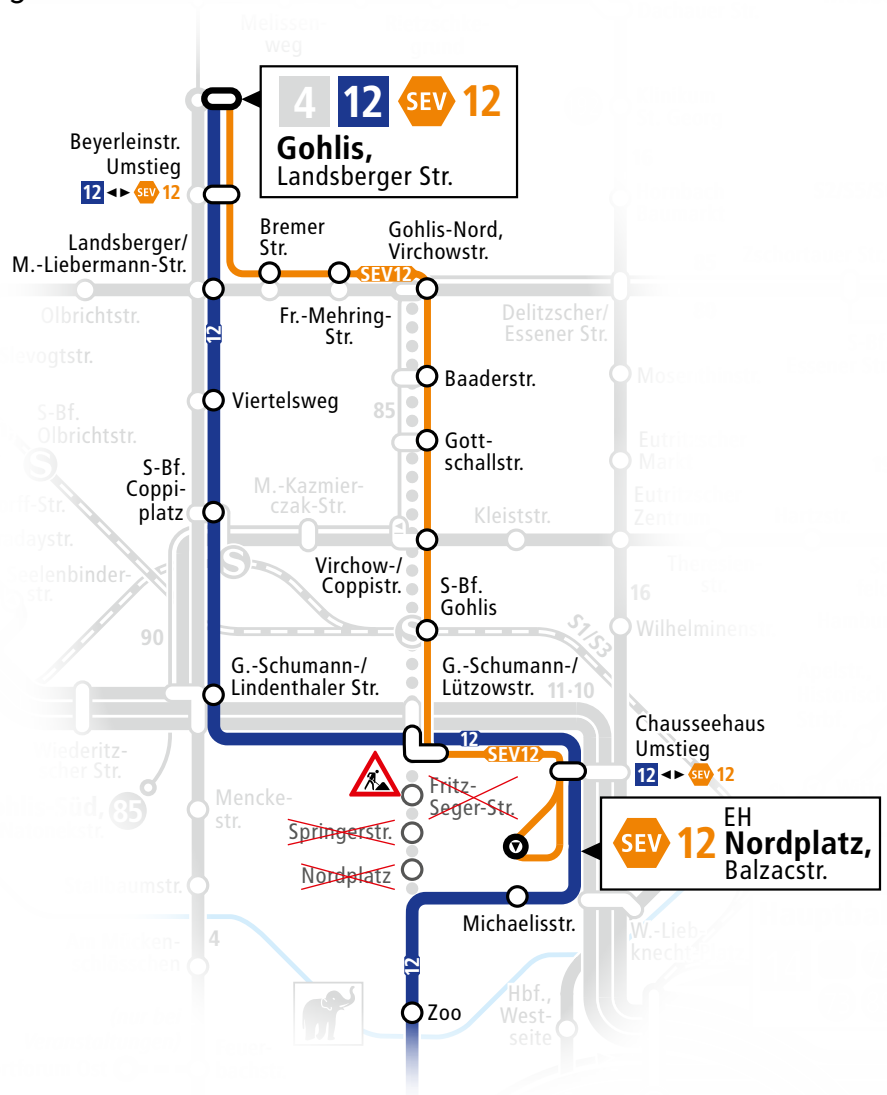 Melissen-
weg
4 12 SEV 12
Gohlis,
Landsberger Str.
Beyerleinstr.
Umstieg
12 ◄► SEV 12
Landsberger/
M.-Liebermann-Str.
Bremer
Str.
Gohlis-Nord,
Virchowstr.
SEV12
Olbrichtstr.
Fr.-Mehring-
Str.
Delitzscher/
Essener Str.
12
Viertelsweg
Baaderstr.
85
S-Bf.
Olbrichtstr.
S
Gott-
schallstr.
S-Bf.
Coppi-
platz
M.-Kazmier-
czak-Str.
Kleiststr.
S
Virchow-/
Coppistr.
S-Bf.
Gohlis
S
S1/S3
16
90
G.-Schumann-/
Lindenthaler Str.
G.-Schumann-/
Lützowstr.
11·10
12
SEV12
Chausseehaus
Umstieg
12 ◄► SEV 12
85
Mencke-
str.
Fritz-
Seger-Str.
Springerstr.
Nordplatz
SEV 12
EH
Nordplatz,
Balzacstr.
Michaelisstr.
W.-Lieb-
knecht
4
12
Zoo
Hbf.,
West-
seite